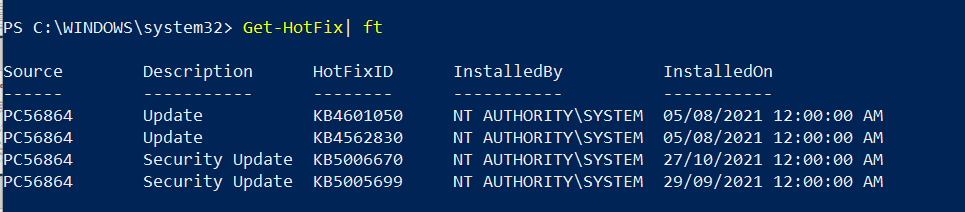 PS C:\WINDOWS\system32> Get-HotFix| ft
Source Description HotFixID InstalledBy InstalledOn
------ ----------- -------- ----------- -----------
PC56864 Update KB4601050 NT AUTHORITY\SYSTEM 05/08/2021 12:00:00 AM
PC56864 Update KB4562830 NT AUTHORITY\SYSTEM 05/08/2021 12:00:00 AM
PC56864 Security Update KB5006670 NT AUTHORITY\SYSTEM 27/10/2021 12:00:00 AM
PC56864 Security Update KB5005699 NT AUTHORITY\SYSTEM 29/09/2021 12:00:00 AM